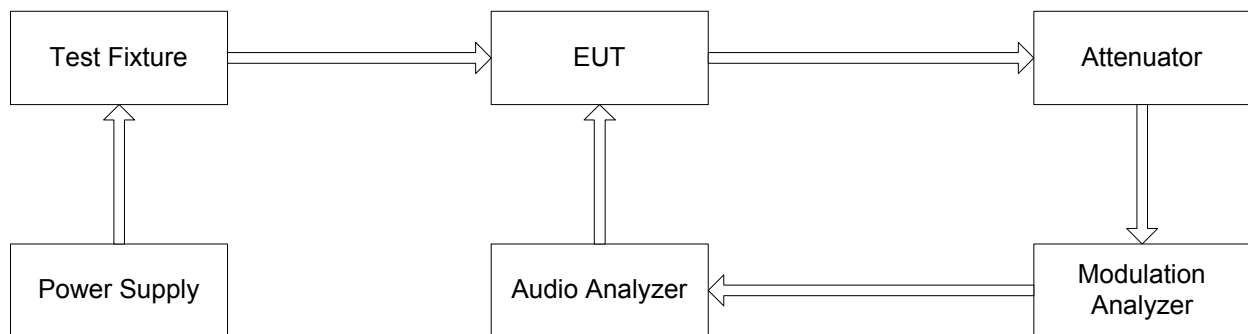 Test Fixture
EUT
Attenuator
Power Supply
Audio Analyzer
Modulation
Analyzer